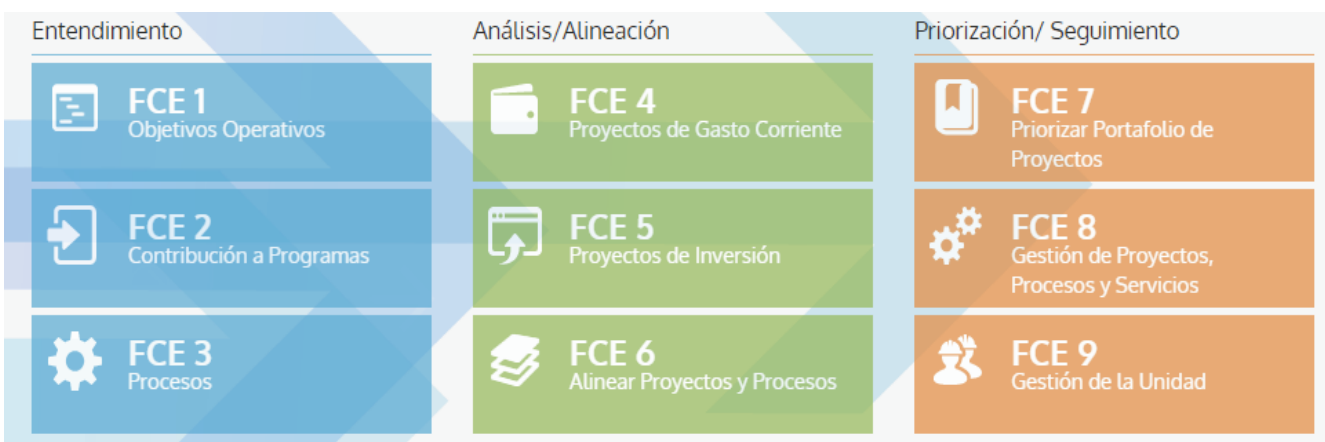 Entendimiento
FCE 1
Objetivos Operativos
FCE 2
Contribución a Programas
FCE 3
Procesos
Análisis/Alineación
FCE 4
Proyectos de Gasto Corriente
FCE 5
Proyectos de Inversión
FCE 6
Alinear Proyectos y Procesos
Priorización/ Seguimiento
FCE 7
Priorizar Portafolio de
Proyectos
FCE 8
Gestión de Proyectos,
Procesos y Servicios
FCE 9
Gestión de la Unidad